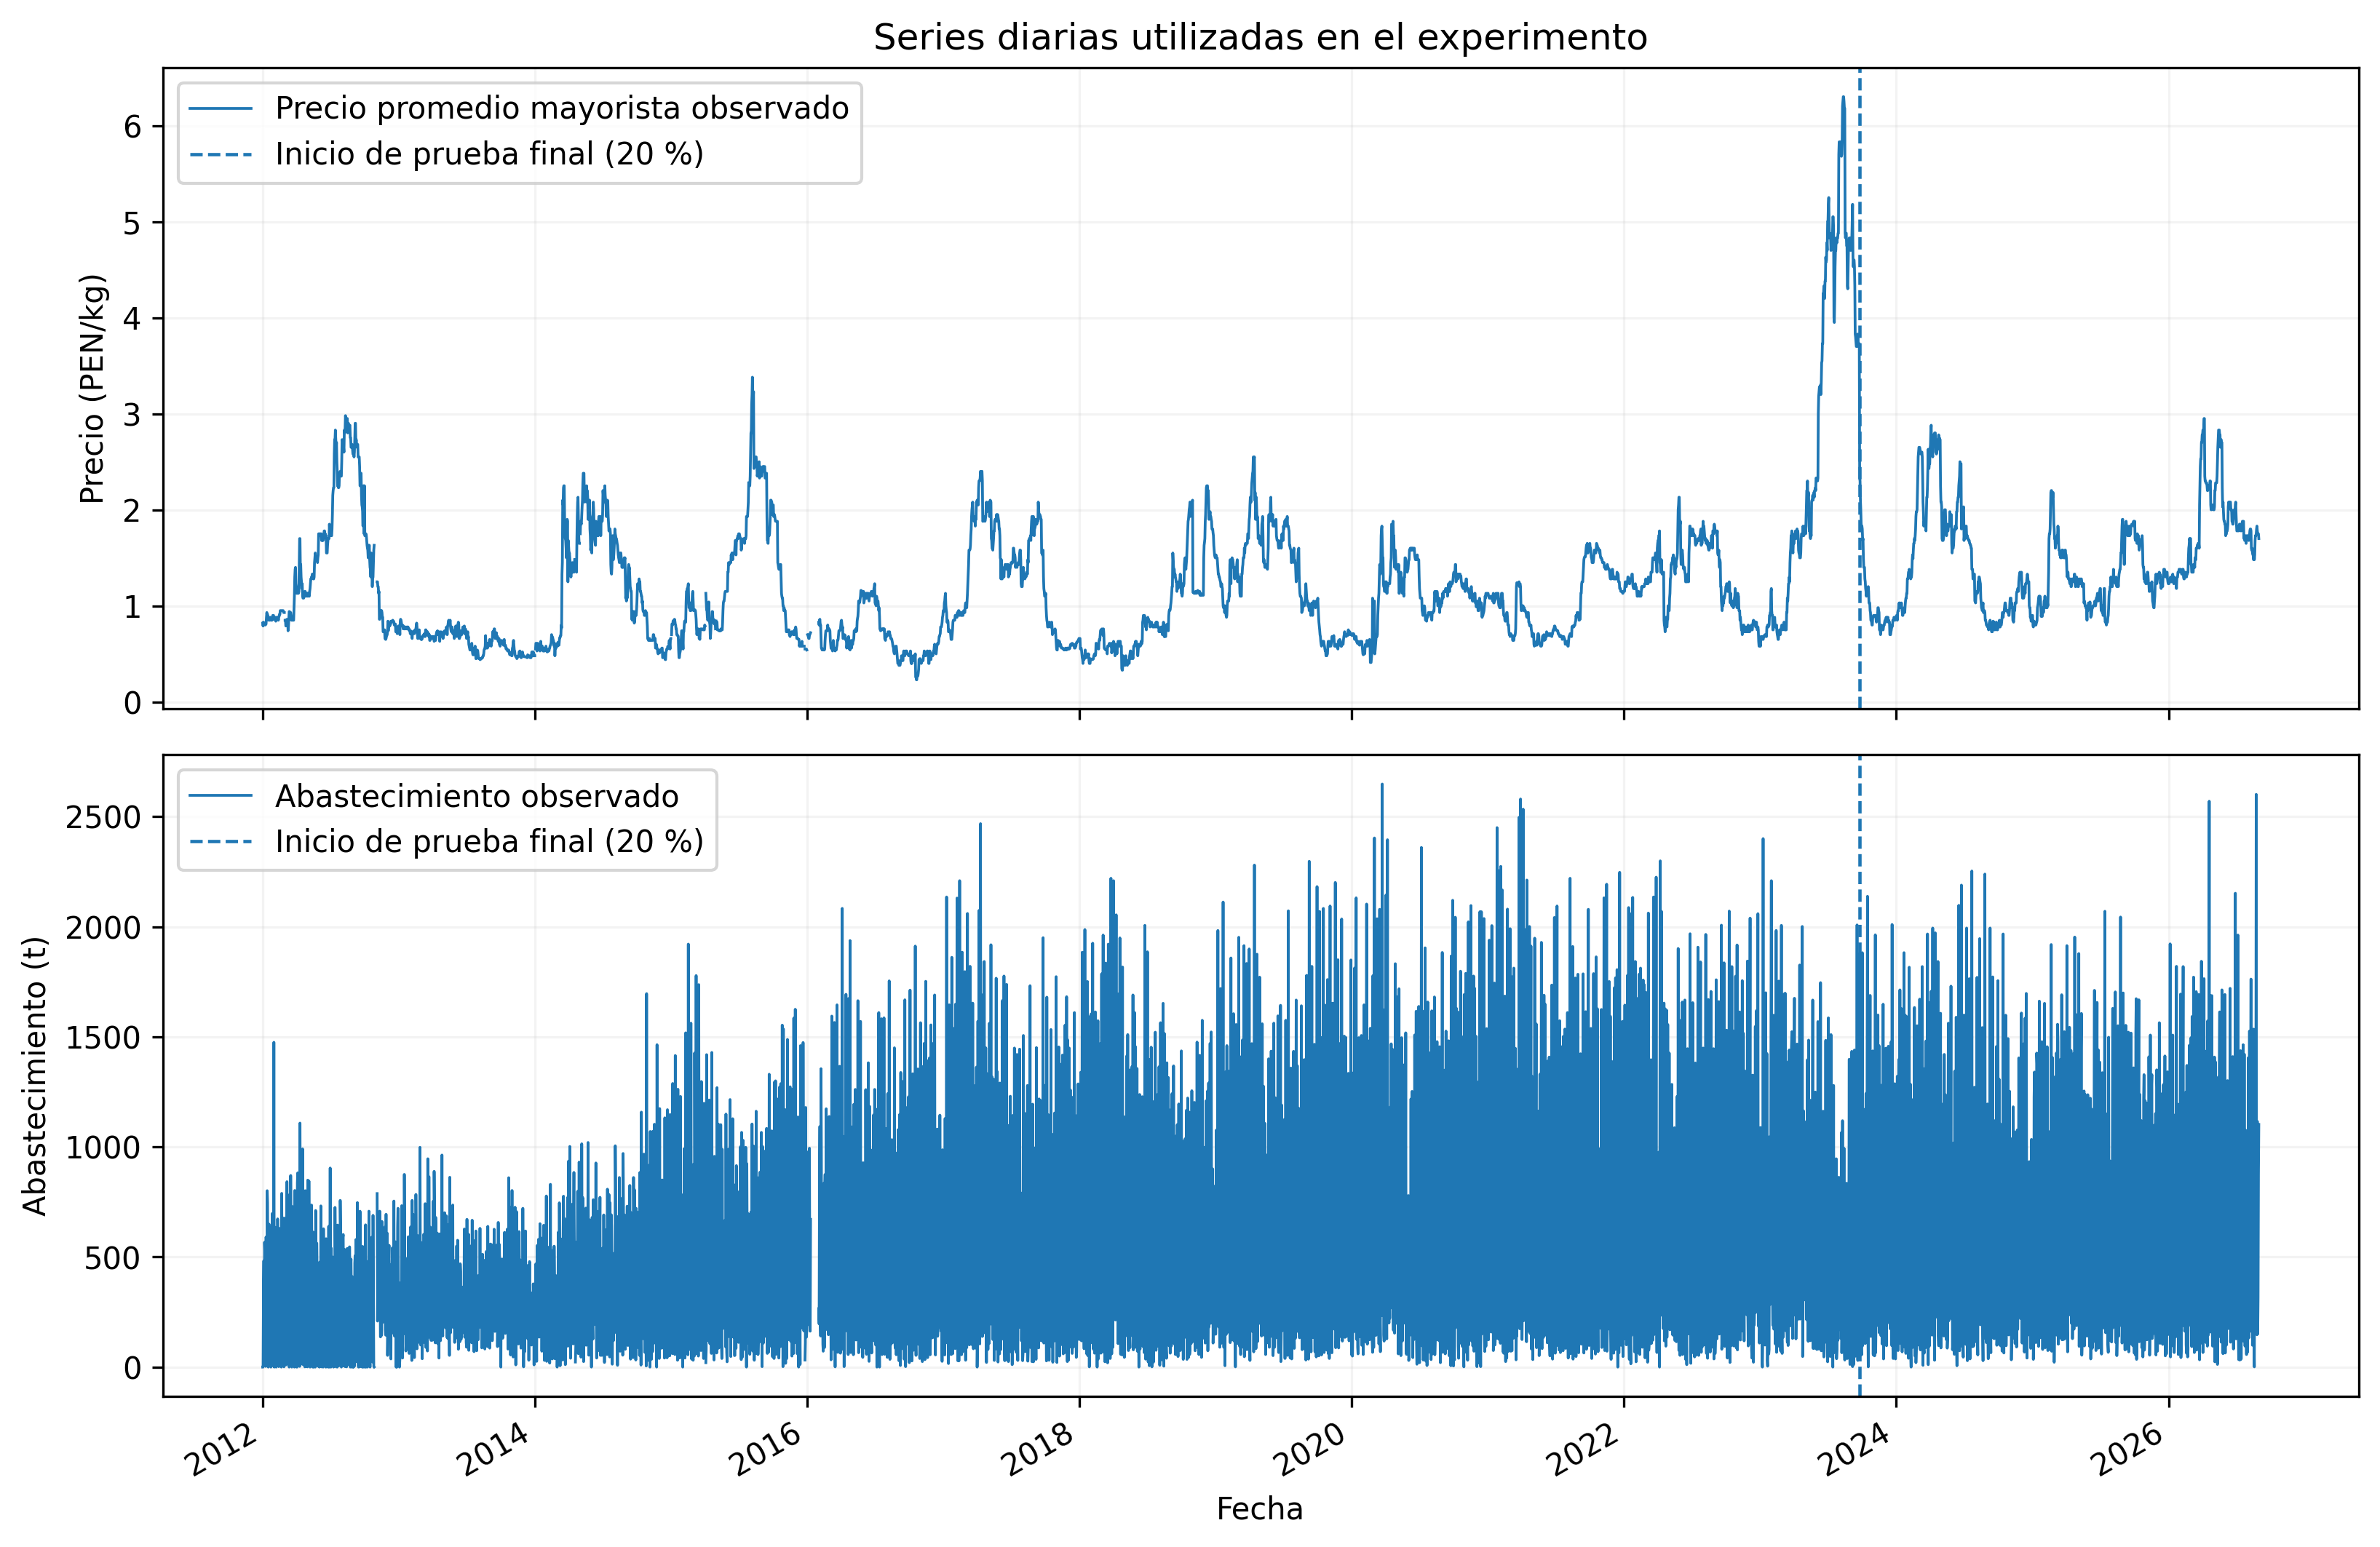 Series diarias utilizadas en el experimento
Precio promedio mayorista observado
Inicio de prueba final (20 %)
Precio (PEN/kg)
6
5
4
3
2
1
0
Abastecimiento observado
Inicio de prueba final (20 %)
Abastecimiento (t)
2500
2000
1500
1000
500
0
2012
2014
2016
2018
2020
2022
2024
2026
Fecha